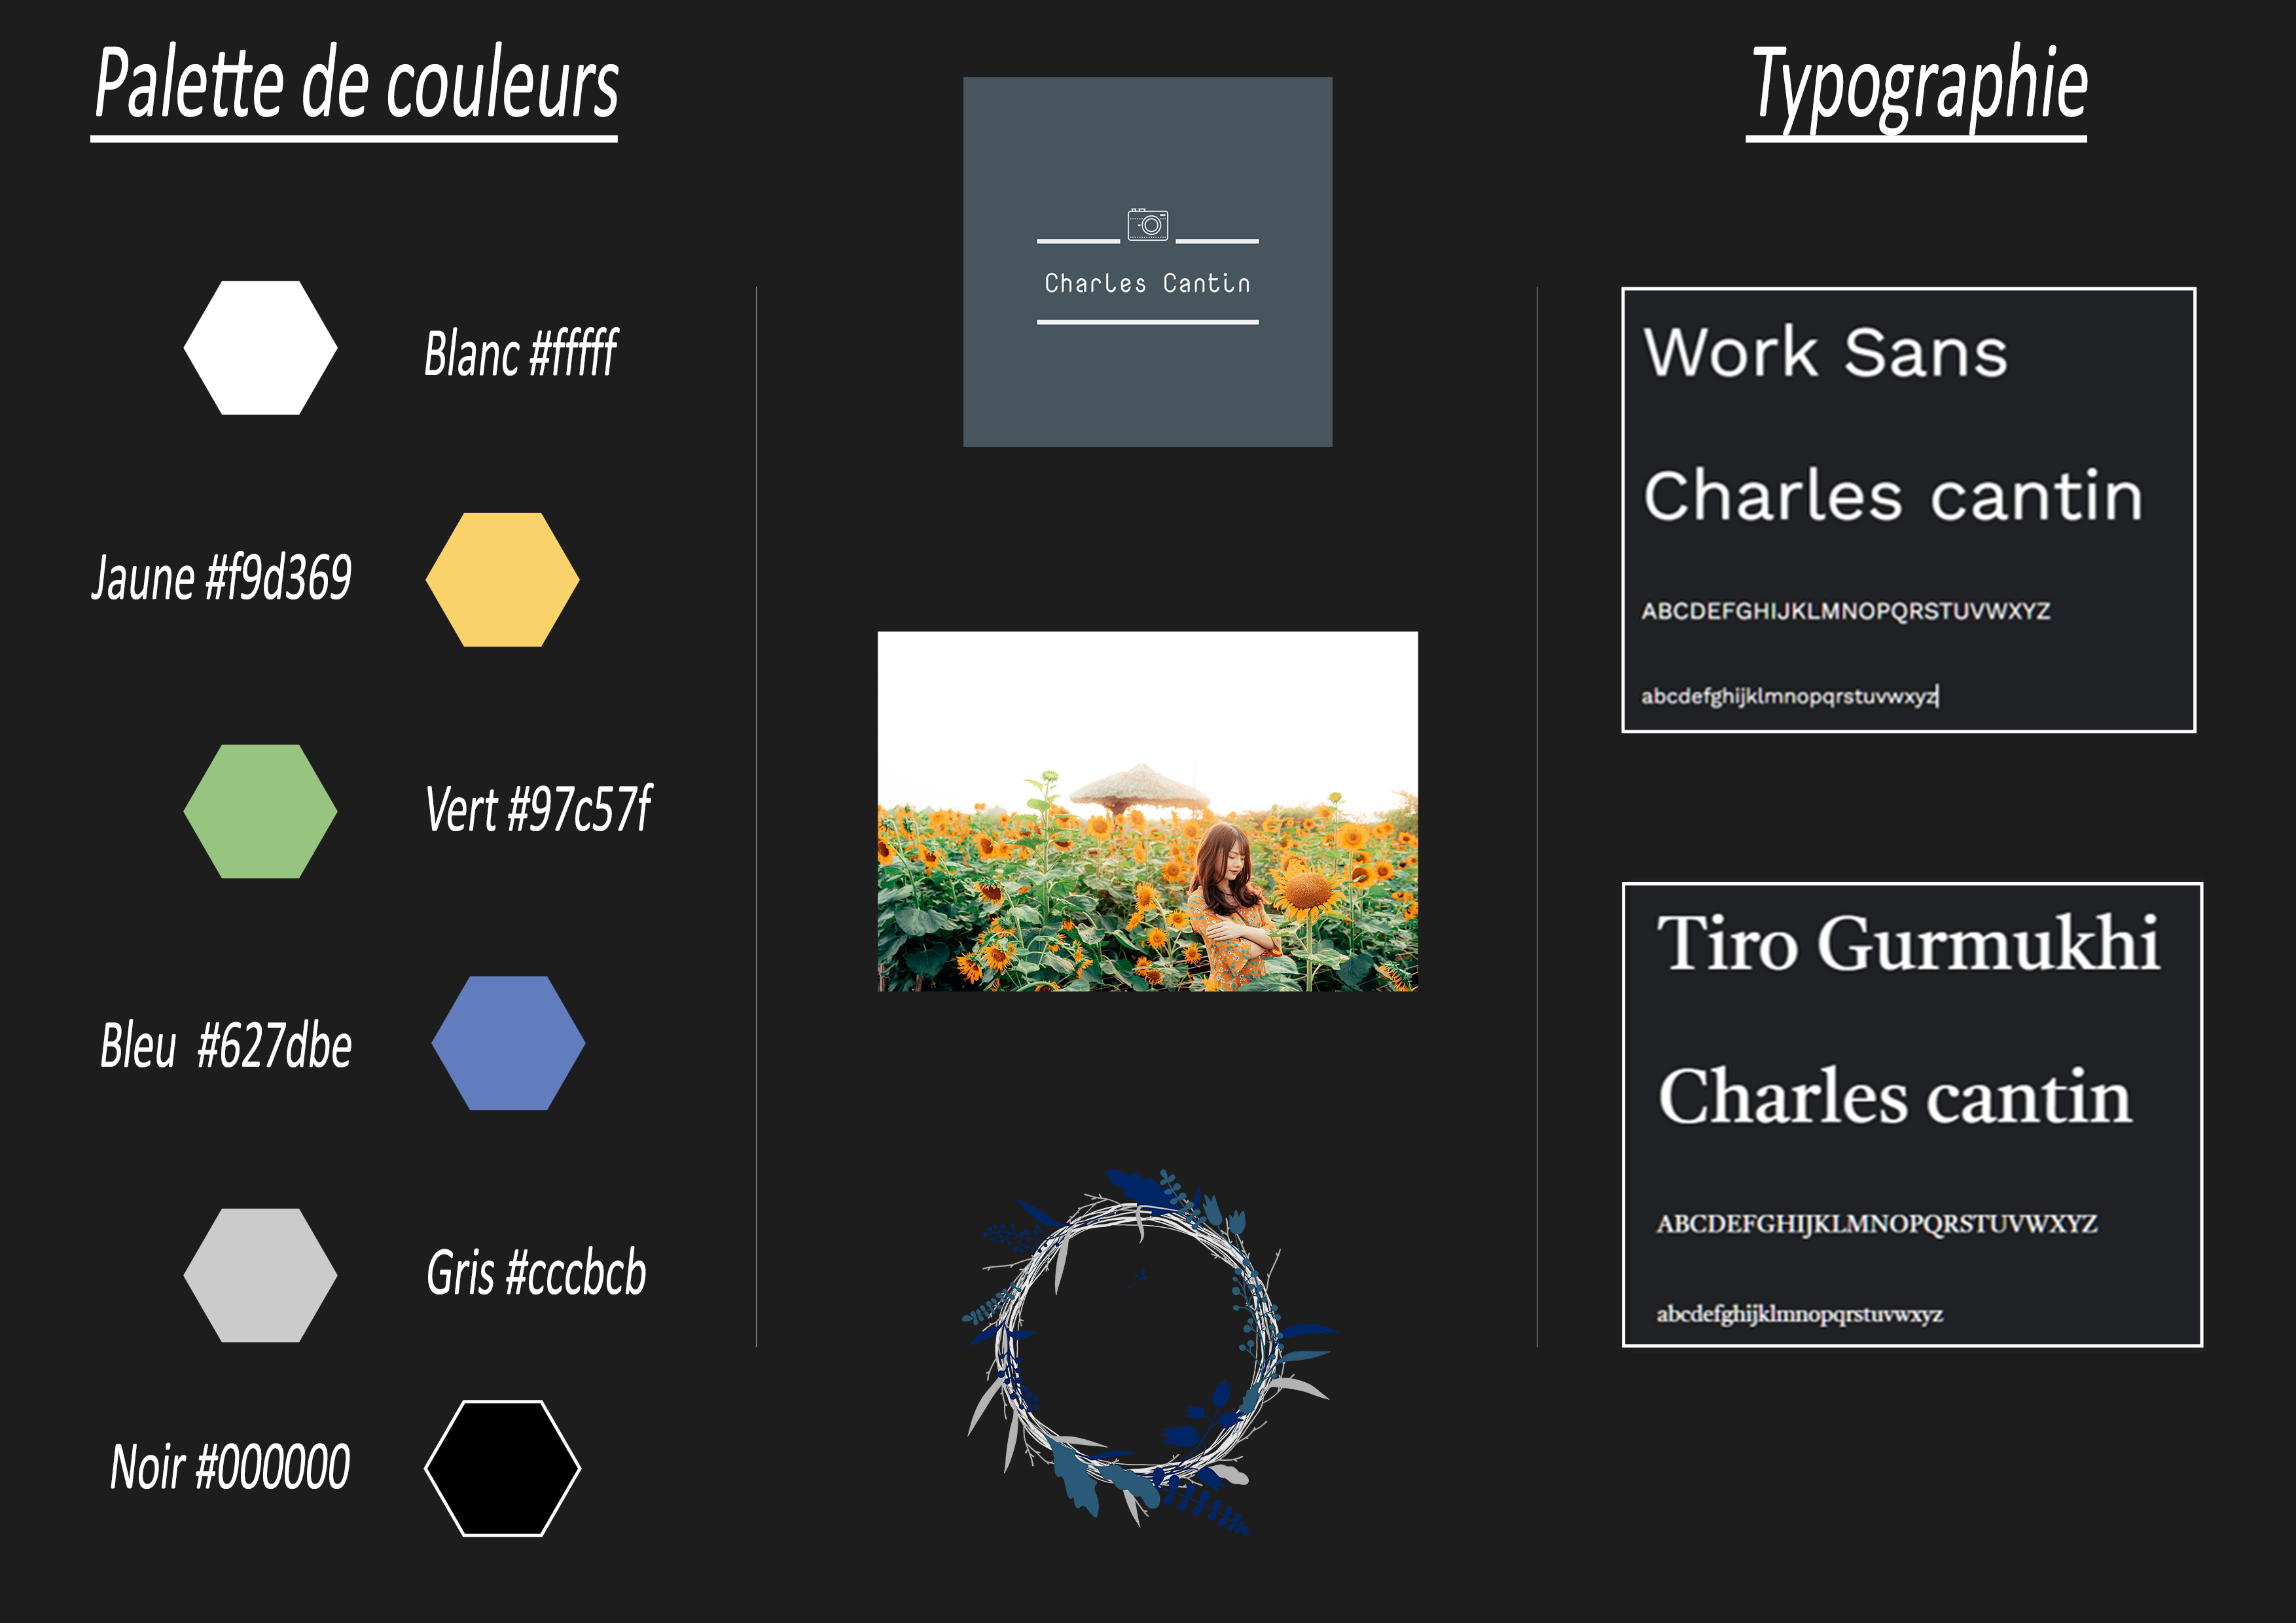 Palette de couleurs
Blanc #fffff
Jaune #f9d369
Vert #97c57f
Bleu #627dbe
Gris #cccbcb
Noir #000000
Charles Cantin
Typographie
Work Sans
Charles cantin
ABCDEFGHIJKLMNOPQRSTUVWXYZ
abcdefghijklmnopqrstuvwxyz
Tiro Gurmukhi
Charles cantin
ABCDEFGHIJKLMNOPQRSTUVWXYZ
abcdefghijklmnopqrstuvwxyz